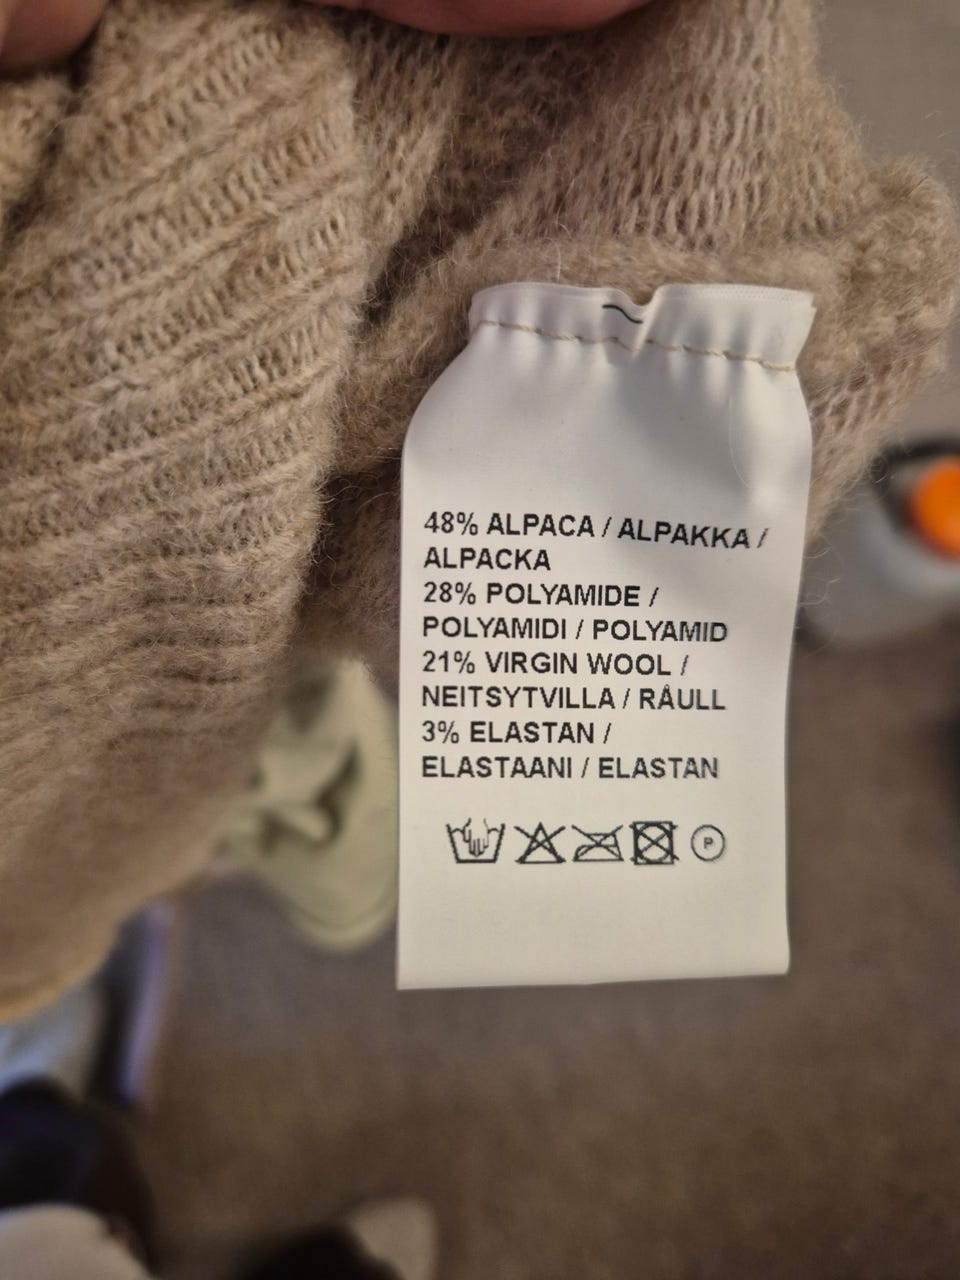 48% ALPACA / ALPAKKA /
ALPACKA
28% POLYAMIDE /
POLYAMIDI / POLYAMID
21% VIRGIN WOOL /
NEITSYTVILLA / RÅULL
3% ELASTAN /
ELASTAANI / ELASTAN
P